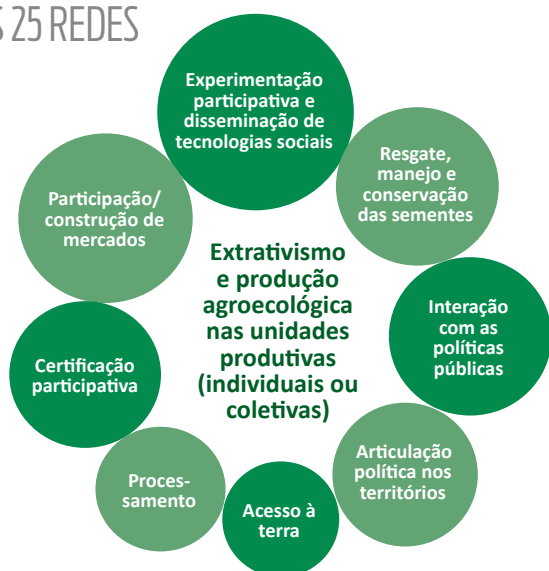 S 25 REDES
Experimentação
participativa e
disseminação de
tecnologias sociais
Resgate,
manejo e
conservação
das sementes
Participação/
construção de
mercados
Extrativismo
e produção
agroecológica
nas unidades
produtivas
(individuais ou
coletivas)
Interação
com as
políticas
públicas
Certificação
participativa
Articulação
política nos
territórios
Proces-
samento
Acesso à
terra